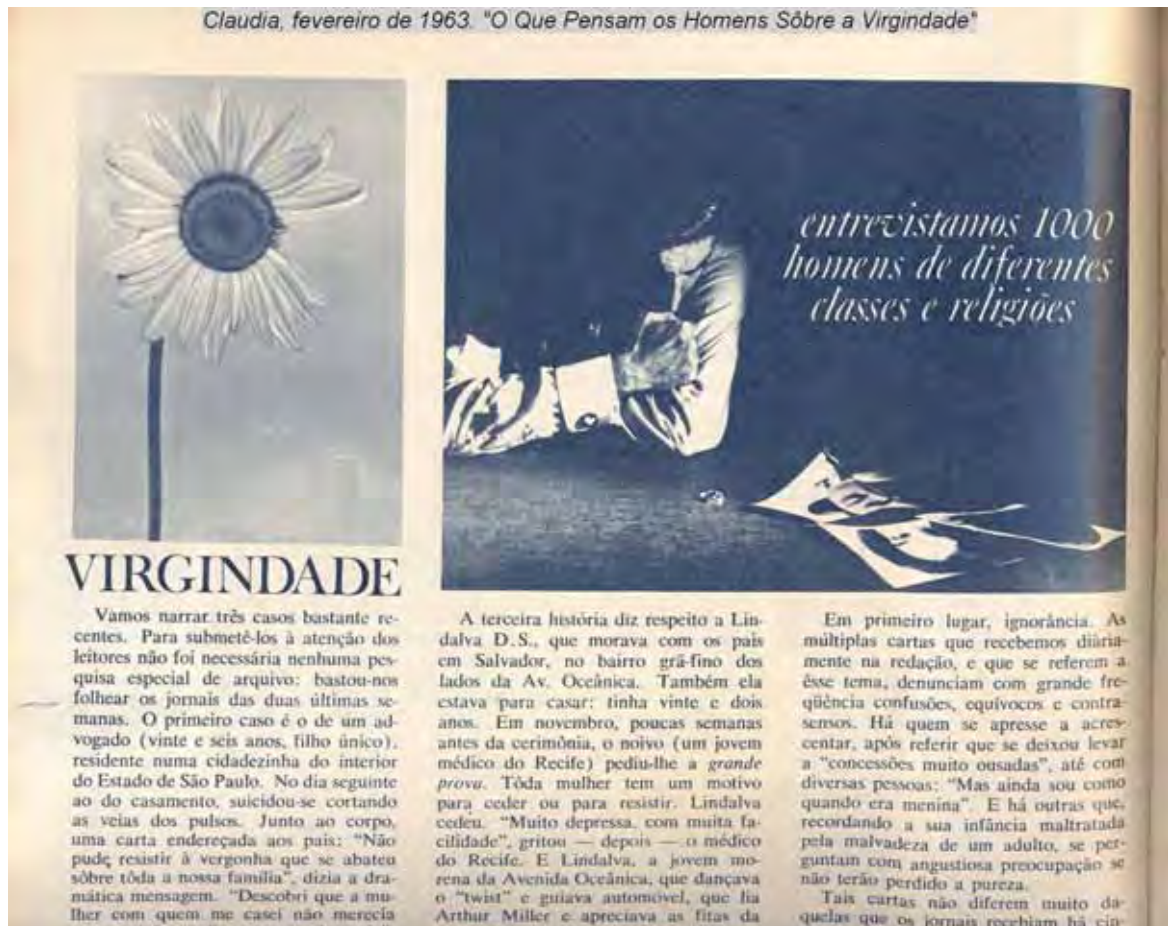 Claudia, fevereiro de 1963. "O Que Pensam os Homens Sôbre a Virgindade"
entrevistamos 1000
homens de diferentes
classes e religiões
VIRGINDADE
Vamos narrar três casos bastante re-
centes. Para submetê-los à atenção dos
leitores não foi necessária nenhuma pes-
quisa especial de arquivo: bastou-nos
folhear os jornais das duas últimas se-
manas. O primeiro caso é o de um ad-
vogado (vinte e seis anos, filho único),
residente numa cidadezinha do interior
do Estado de São Paulo. No dia seguinte
ao do casamento, suicidou-se cortando
as veias dos pulsos. Junto ao corpo,
uma carta endereçada aos pais: "Não
pude resistir à vergonha que se abateu
sôbre tôda a nossa família", dizia a dra-
mática mensagem. "Descobri que a mu-
lher com quem me casei não merecia
A terceira história diz respeito a Lin-
dalva D.S., que morava com os pais
em Salvador, no bairro grã-fino dos
lados da Av. Oceânica. Também ela
estava para casar: tinha vinte e dois
anos. Em novembro, poucas semanas
antes da cerimônia, o noivo (um jovem
médico do Recife) pediu-lhe a grande
prova. Tôda mulher tem um motivo
para ceder ou para resistir. Lindalva
cedeu. "Muito depressa, com muita fa-
cilidade", gritou — depois — o médico
do Recife. E Lindalva, a jovem mo-
rena da Avenida Oceânica, que dançava
o "twist" e guiava automóvel, que lia
Arthur Miller e apreciava as fitas da
Em primeiro lugar, ignorância. As
múltiplas cartas que recebemos diària-
mente na redação, e que se referem a
êsse tema, denunciam com grande fre-
qüência confusões, equívocos e contra-
sensos. Há quem se apresse a acres-
centar, após referir que se deixou levar
a "concessões muito ousadas", até com
diversas pessoas: "Mas ainda sou como
quando era menina". E há outras que,
recordando a sua infância maltratada
pela malvadeza de um adulto, se per-
guntam com angustiosa preocupação se
não terão perdido a pureza.
Tais cartas não diferem muito da-
quelas que os jornais recebiam há cin-